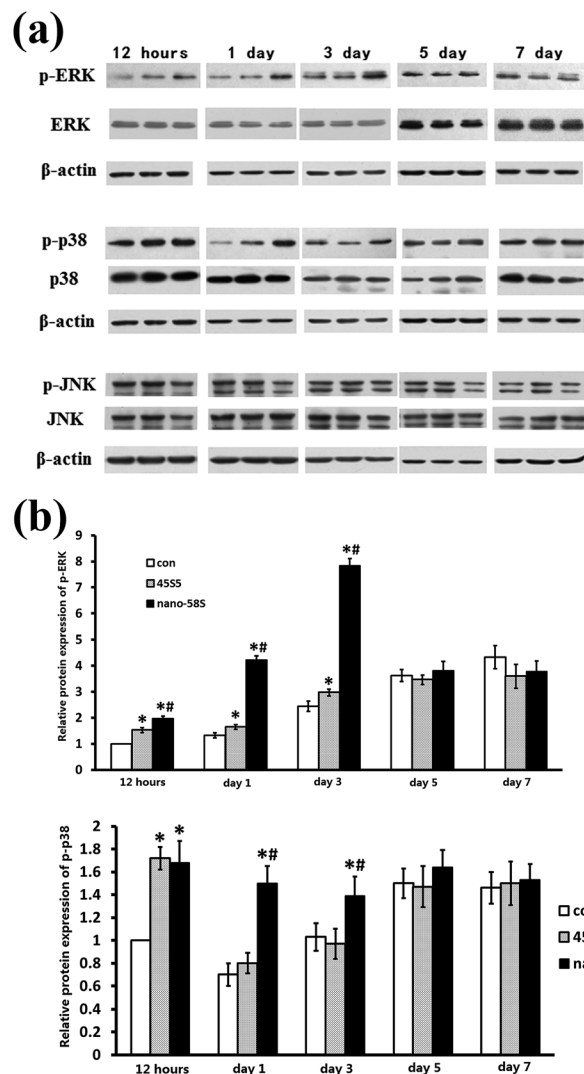 (a)
12 hours 1 day 3 day 5 day 7 day
p-ERK
ERK
β-actin
p-p38
p38
β-actin
p-JNK
JNK
β-actin
(b)
Relative protein expression of p-ERK
9
8
7
6
5
4
3
2
1
0
con
45S5
nano-58S
* *#
* *#
* *#
12 hours day 1 day 3 day 5 day 7
Relative protein expression of p-p38
2
1.8
1.6
1.4
1.2
1
0.8
0.6
0.4
0.2
0
* *
*#
*#
co
45
na
12 hours day 1 day 3 day 5 day 7